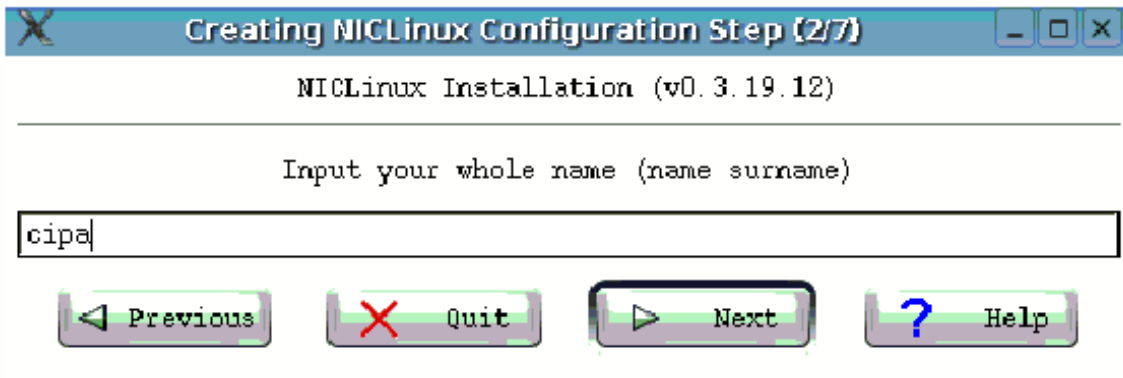 Creating NICLinux Configuration Step (2/7)
NICLinux Installation (v0.3.19.12)
Input your whole name (name surname)
cipa
Previous Quit Next Help